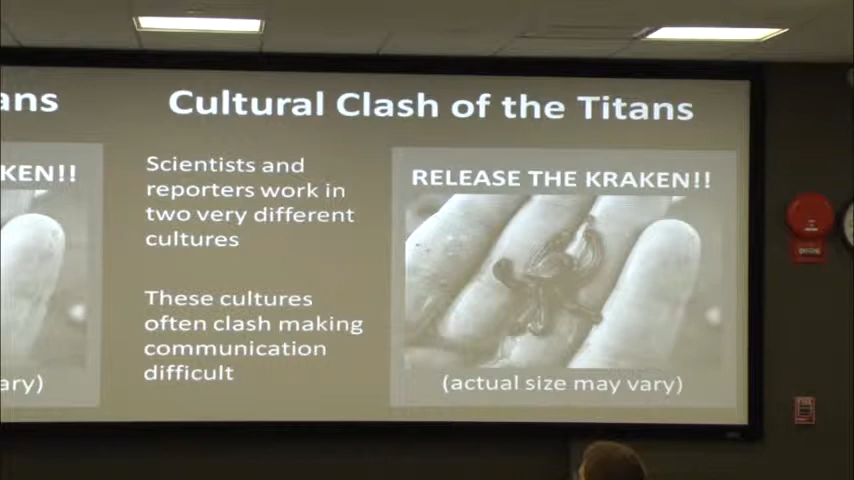 ans
KEN!!
ary)
Cultural Clash of the Titans
Scientists and
reporters work in
two very different
cultures
These cultures
often clash making
communication
difficult
RELEASE THE KRAKEN!!
(actual size may vary)